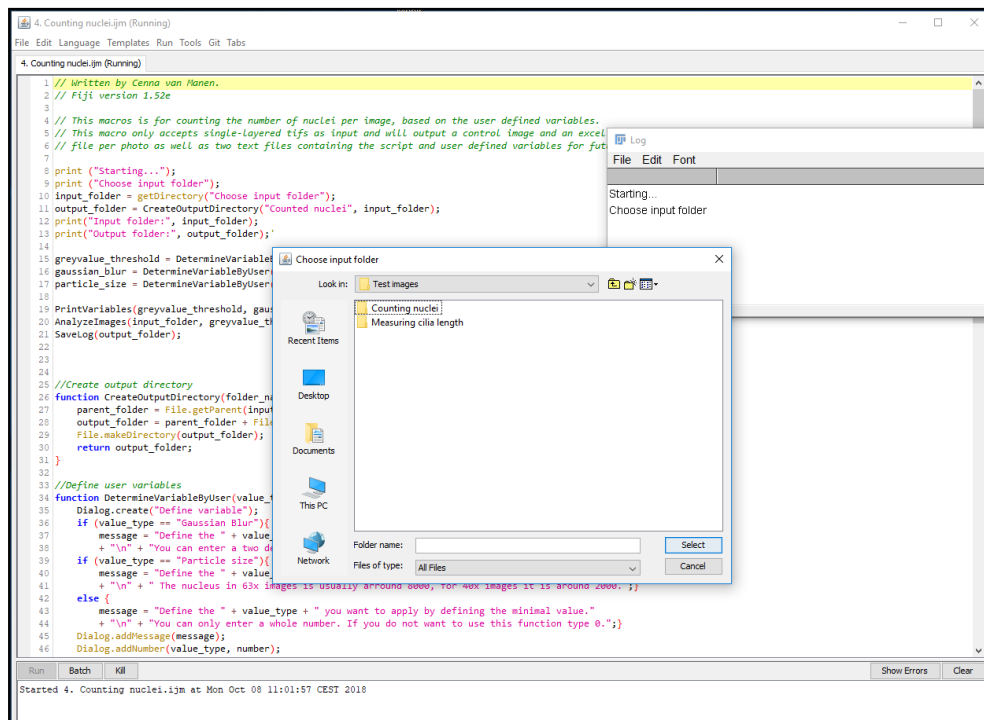 4. Counting nuclei.ijm (Running)
File Edit Language Templates Run Tools Git Tabs
4. Counting nuclei.ijm (Running)
1 // Written by Cenna van Manen.
2 // Fiji version 1.52e
3
4 // This macros is for counting the number of nuclei per image, based on the user defined variables.
5 // This macro only accepts single-layered tifs as input and will output a control image and an excel
6 // file per photo as well as two text files containing the script and user defined variables for fut
7
8 print ("Starting...");
9 print ("Choose input folder");
10 input_folder = getDirectory("Choose input folder");
11 output_folder = CreateOutputDirectory("Counted nuclei", input_folder);
12 print("Input folder:", input_folder);
13 print("Output folder:", output_folder);'
14
15 greyvalue_threshold = DetermineVariableB
16 gaussian_blur = DetermineVariableByUser(
17 particle_size = DetermineVariableByUser(
18
19 PrintVariables(greyvalue_threshold, gaus
20 AnalyzeImages(input_folder, greyvalue_th
21 SaveLog(output_folder);
22
23
24
25 //Create output directory
26 function CreateOutputDirectory(folder_na
27 parent_folder = File.getParent(input
28 output_folder = parent_folder + File
29 File.makeDirectory(output_folder);
30 return output_folder;
31 }
32
33 //Define user variables
34 function DetermineVariableByUser(value_t
35 Dialog.create("Define variable");
36 if (value_type == "Gaussian Blur"){
37 message = "Define the " + value_
38 + "\n" + "You can enter a two de
39 if (value_type == "Particle size"){
40 message = "Define the " + value_
41 + "\n" + " The nucleus in 63x images is usually arround 8000, for 40x images it is around 2000. ";}
42 else {
43 message = "Define the " + value_type + " you want to apply by defining the minimal value."
44 + "\n" + "You can only enter a whole number. If you do not want to use this function type 0.";}
45 Dialog.addMessage(message);
46 Dialog.addNumber(value_type, number);
Log
File Edit Font
Starting...
Choose input folder
Choose input folder
Look in: Test images
Counting nuclei
Measuring cilia length
Recent Items
Desktop
Documents
This PC
Network
Folder name:
Select
Files of type: All Files
Cancel
Run Batch Kill
Show Errors Clear
Started 4. Counting nuclei.ijm at Mon Oct 08 11:01:57 CEST 2018